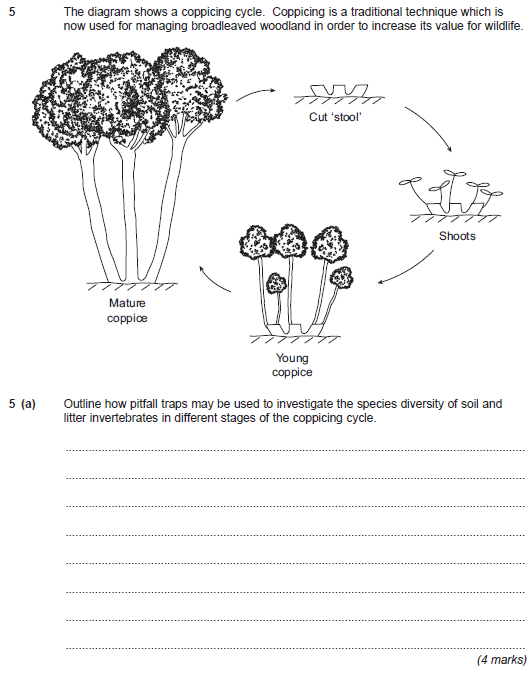 5 The diagram shows a coppicing cycle. Coppicing is a traditional technique which is
now used for managing broadleaved woodland in order to increase its value for wildlife.
Cut ‘stool’
Shoots
Mature
coppice
Young
coppice
5 (a) Outline how pitfall traps may be used to investigate the species diversity of soil and
litter invertebrates in different stages of the coppicing cycle.
(4 marks)